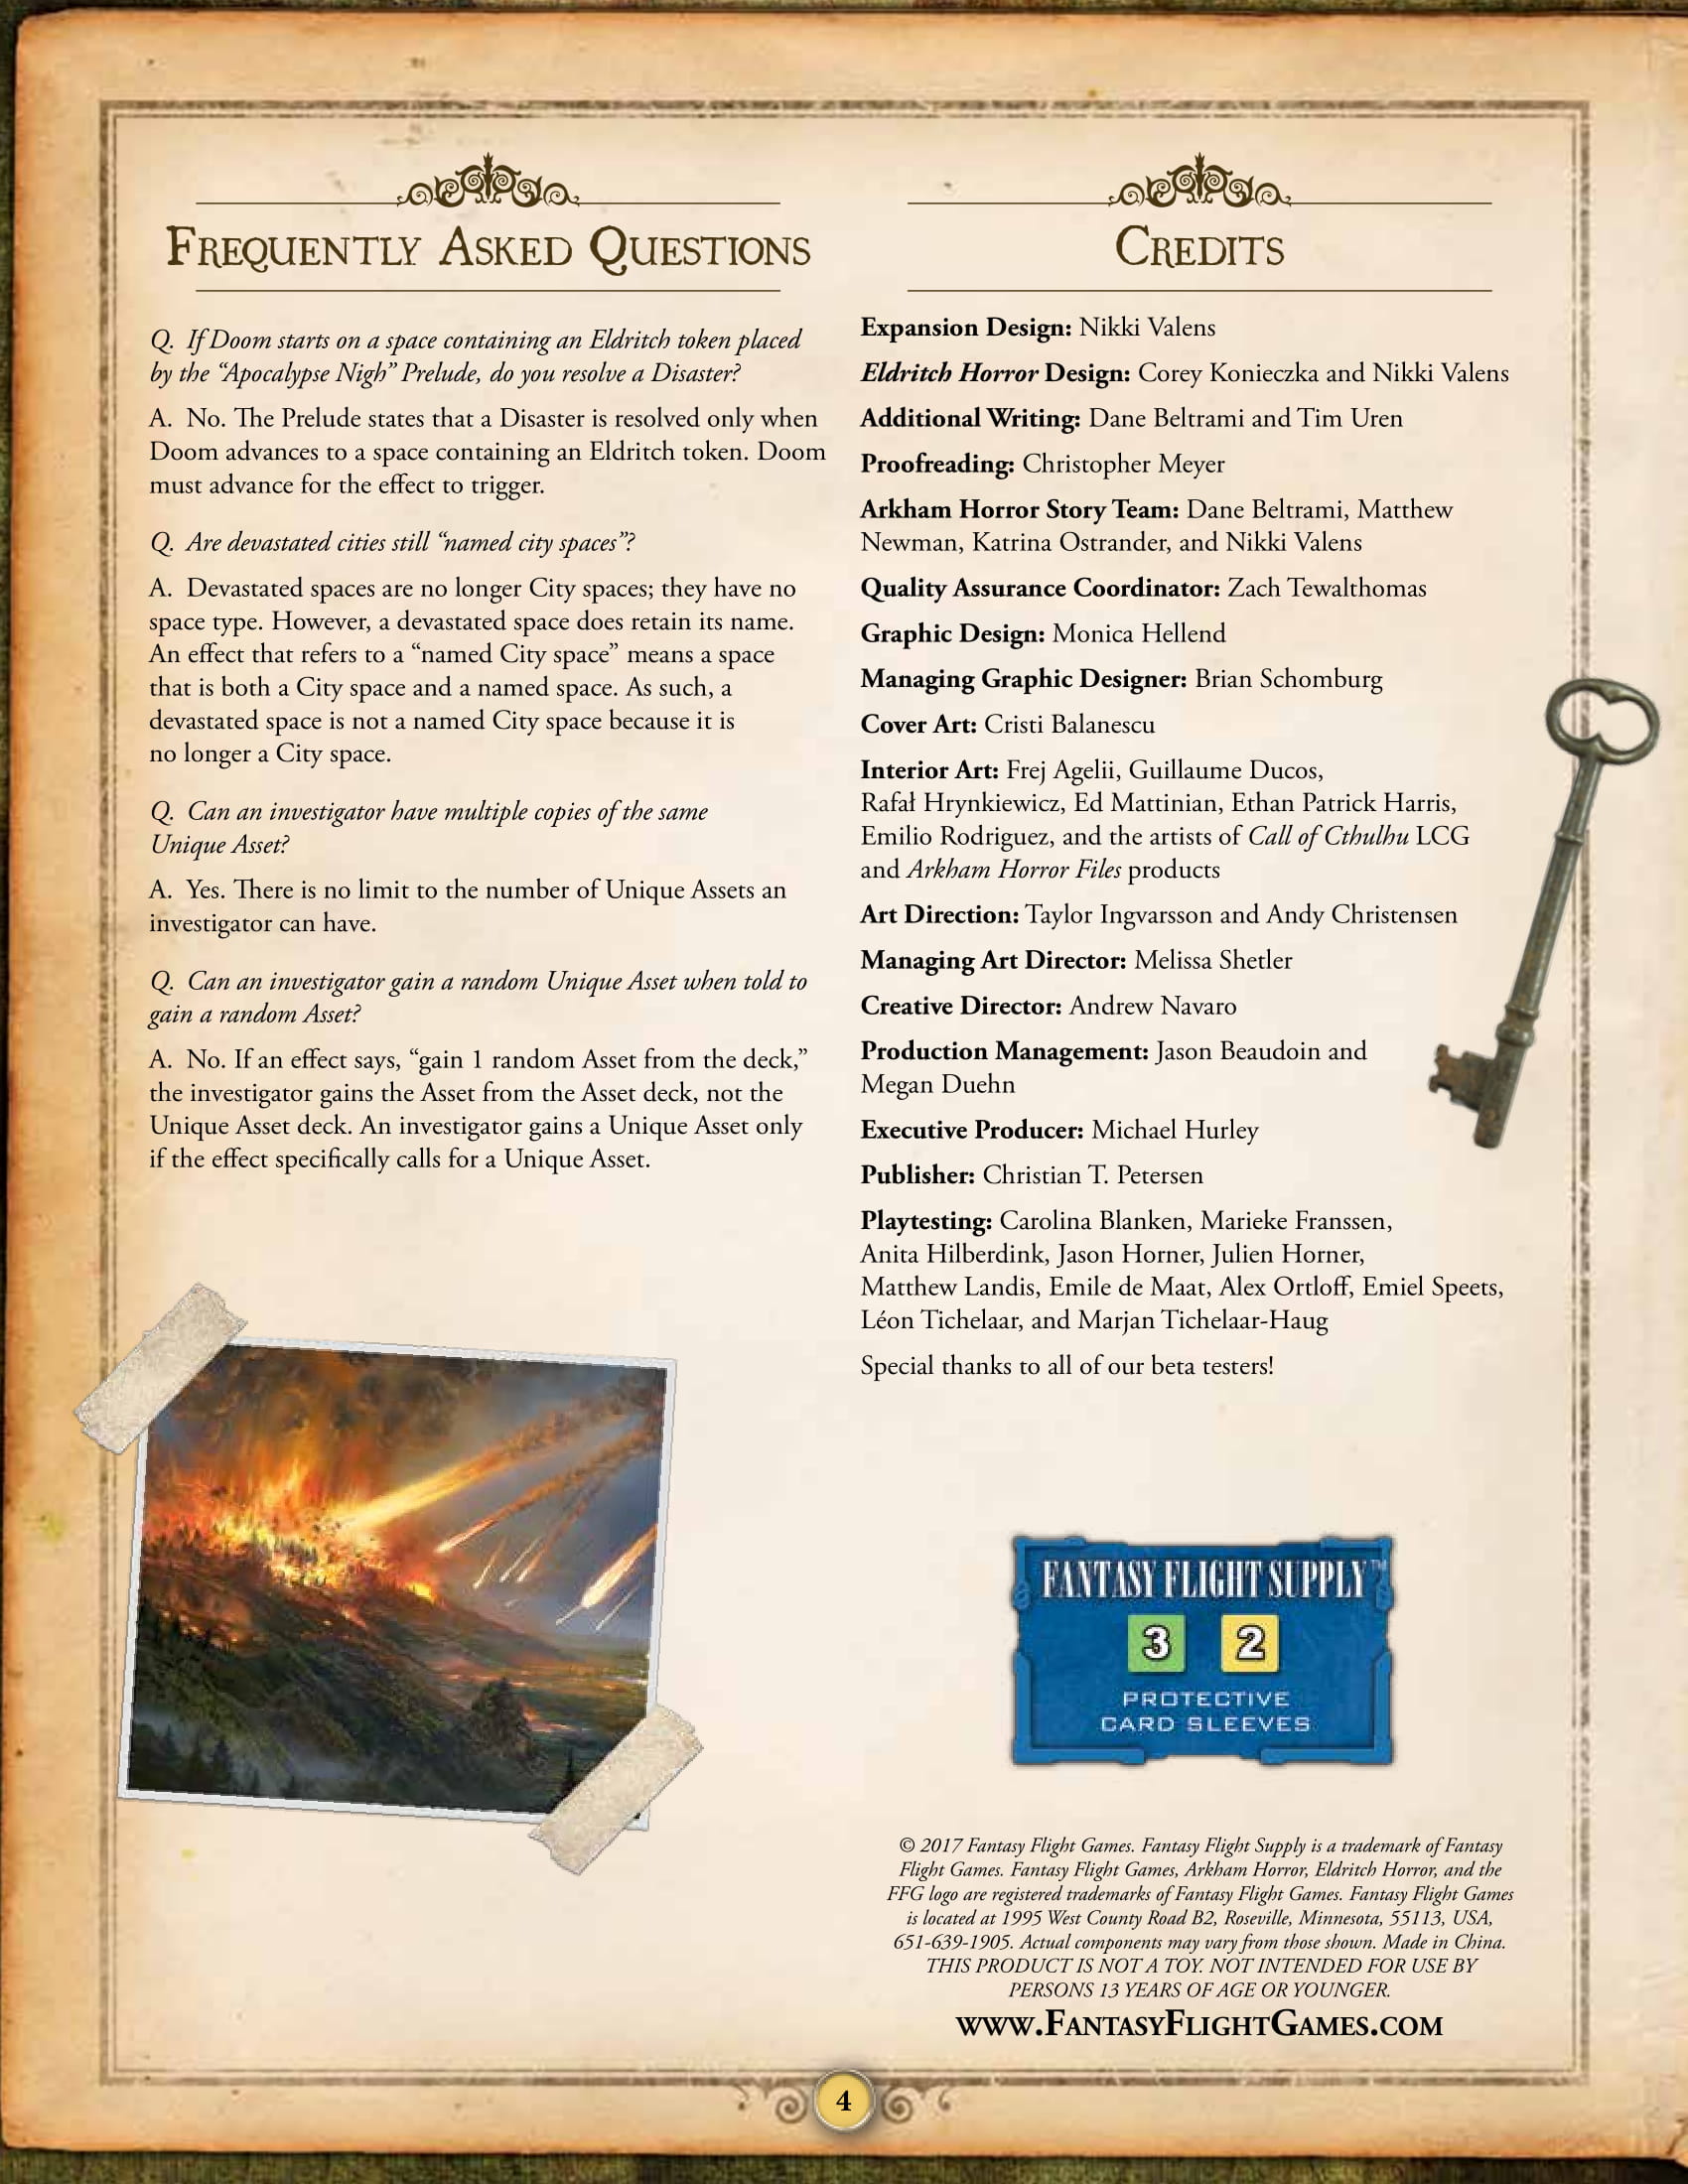 Frequently Asked Questions
Q. If Doom starts on a space containing an Eldritch token placed
by the “Apocalypse Nigh” Prelude, do you resolve a Disaster?
A. No. The Prelude states that a Disaster is resolved only when
Doom advances to a space containing an Eldritch token. Doom
must advance for the effect to trigger.
Q. Are devastated cities still “named city spaces”?
A. Devastated spaces are no longer City spaces; they have no
space type. However, a devastated space does retain its name.
An effect that refers to a “named City space” means a space
that is both a City space and a named space. As such, a
devastated space is not a named City space because it is
no longer a City space.
Q. Can an investigator have multiple copies of the same
Unique Asset?
A. Yes. There is no limit to the number of Unique Assets an
investigator can have.
Q. Can an investigator gain a random Unique Asset when told to
gain a random Asset?
A. No. If an effect says, “gain 1 random Asset from the deck,”
the investigator gains the Asset from the Asset deck, not the
Unique Asset deck. An investigator gains a Unique Asset only
if the effect specifically calls for a Unique Asset.
Credits
Expansion Design: Nikki Valens
Eldritch Horror Design: Corey Konieczka and Nikki Valens
Additional Writing: Dane Beltrami and Tim Uren
Proofreading: Christopher Meyer
Arkham Horror Story Team: Dane Beltrami, Matthew
Newman, Katrina Ostrander, and Nikki Valens
Quality Assurance Coordinator: Zach Tewalthomas
Graphic Design: Monica Hellend
Managing Graphic Designer: Brian Schomburg
Cover Art: Cristi Balanescu
Interior Art: Frej Agelii, Guillaume Ducos,
Rafał Hrynkiewicz, Ed Mattinian, Ethan Patrick Harris,
Emilio Rodriguez, and the artists of Call of Cthulhu LCG
and Arkham Horror Files products
Art Direction: Taylor Ingvarsson and Andy Christensen
Managing Art Director: Melissa Shetler
Creative Director: Andrew Navaro
Production Management: Jason Beaudoin and
Megan Duehn
Executive Producer: Michael Hurley
Publisher: Christian T. Petersen
Playtesting: Carolina Blanken, Marieke Franssen,
Anita Hilberdink, Jason Horner, Julien Horner,
Matthew Landis, Emile de Maat, Alex Ortloff, Emiel Speets,
Léon Tichelaar, and Marjan Tichelaar-Haug
Special thanks to all of our beta testers!
FANTASY FLIGHT SUPPLY™
3 2
PROTECTIVE
CARD SLEEVES
© 2017 Fantasy Flight Games. Fantasy Flight Supply is a trademark of Fantasy
Flight Games. Fantasy Flight Games, Arkham Horror, Eldritch Horror, and the
FFG logo are registered trademarks of Fantasy Flight Games. Fantasy Flight Games
is located at 1995 West County Road B2, Roseville, Minnesota, 55113, USA,
651-639-1905. Actual components may vary from those shown. Made in China.
THIS PRODUCT IS NOT A TOY. NOT INTENDED FOR USE BY
PERSONS 13 YEARS OF AGE OR YOUNGER.
www.FantasyFlightGames.com
4